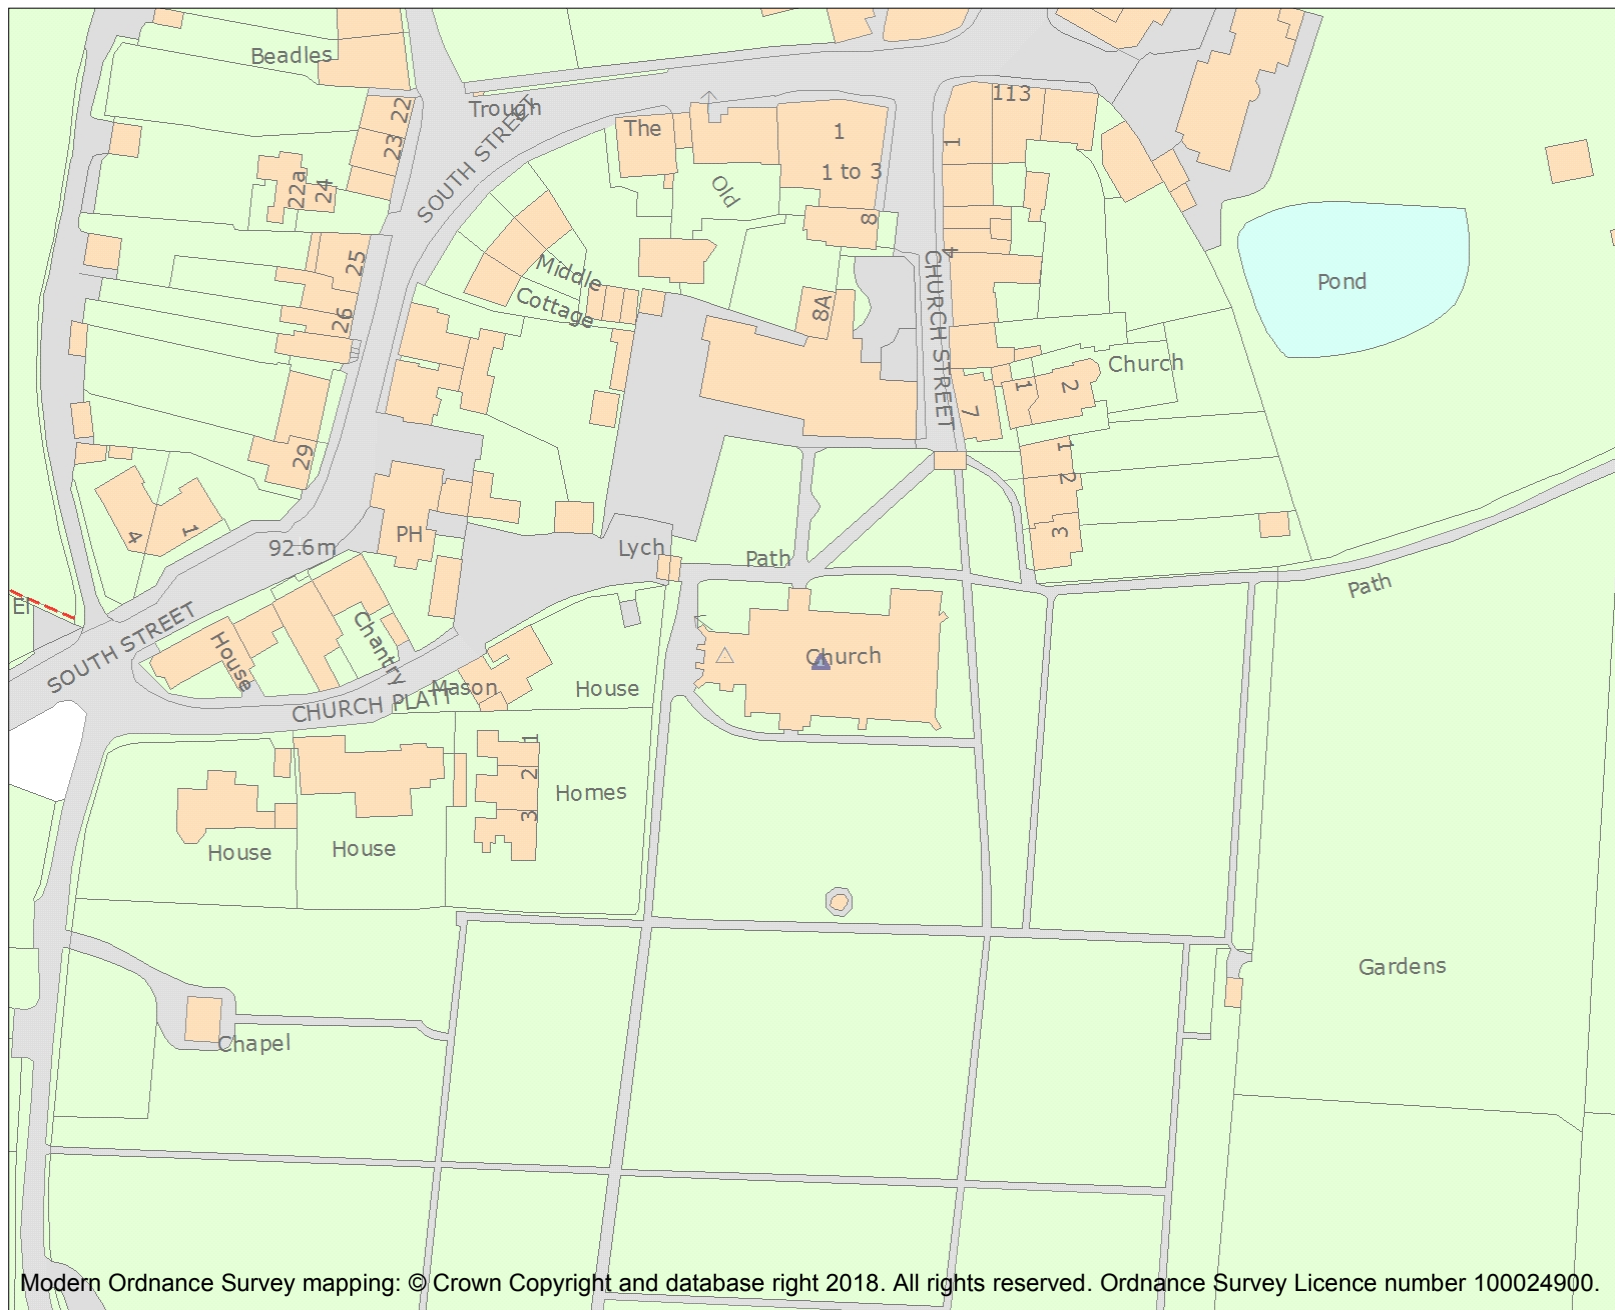 Beadles
22
Trough
113
The
1
23
1
SOUTH STREET
1 to 3
22a
24
Old
8
4
25
Middle
CHURCH STREET
Pond
Cottage
8A
26
Church
1
2
7
29
1
2
4
1
PH
3
92.6m
Lych
Path
Path
El
SOUTH STREET
House
Chantry
Church
Mason
House
CHURCH PLATT
1
2
Homes
3
House
House
Gardens
Chapel
Modern Ordnance Survey mapping: © Crown Copyright and database right 2018. All rights reserved. Ordnance Survey Licence number 100024900.